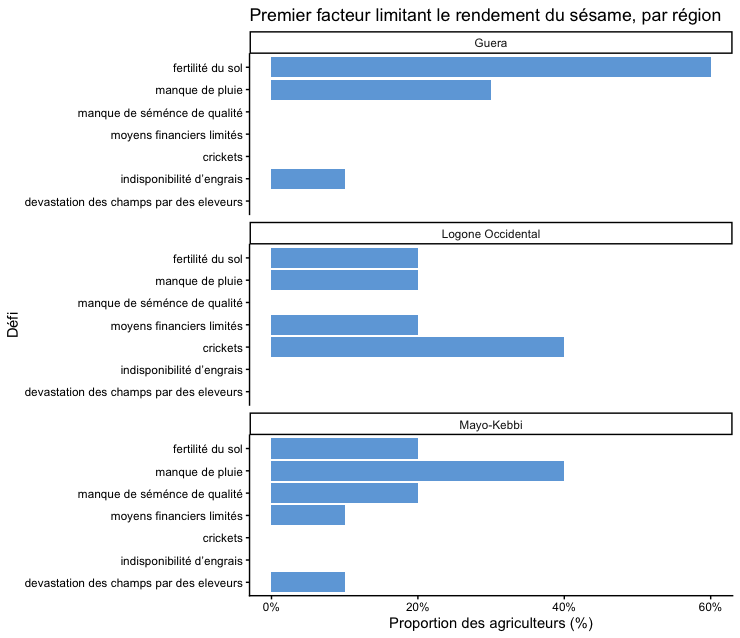 Premier facteur limitant le rendement du sésame, par région
Guera
fertilité du sol
manque de pluie
manque de séménce de qualité
moyens financiers limités
crickets
indisponibilité d'engrais
devastation des champs par des eleveurs
Logone Occidental
fertilité du sol
manque de pluie
manque de séménce de qualité
moyens financiers limités
crickets
indisponibilité d'engrais
devastation des champs par des eleveurs
Mayo-Kebbi
fertilité du sol
manque de pluie
manque de séménce de qualité
moyens financiers limités
crickets
indisponibilité d'engrais
devastation des champs par des eleveurs
Défi
0% 20% 40% 60%
Proportion des agriculteurs (%)